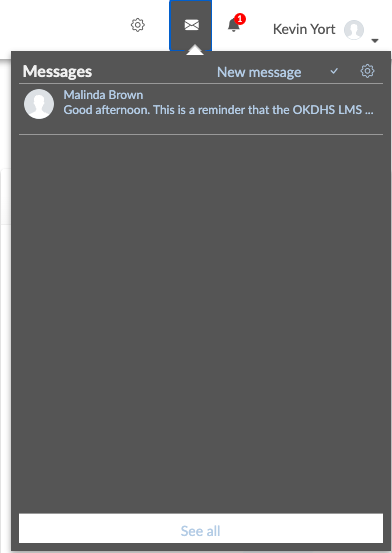 1
Kevin Yort
Messages New message
Malinda Brown
Good afternoon. This is a reminder that the OKDHS LMS ...
See all